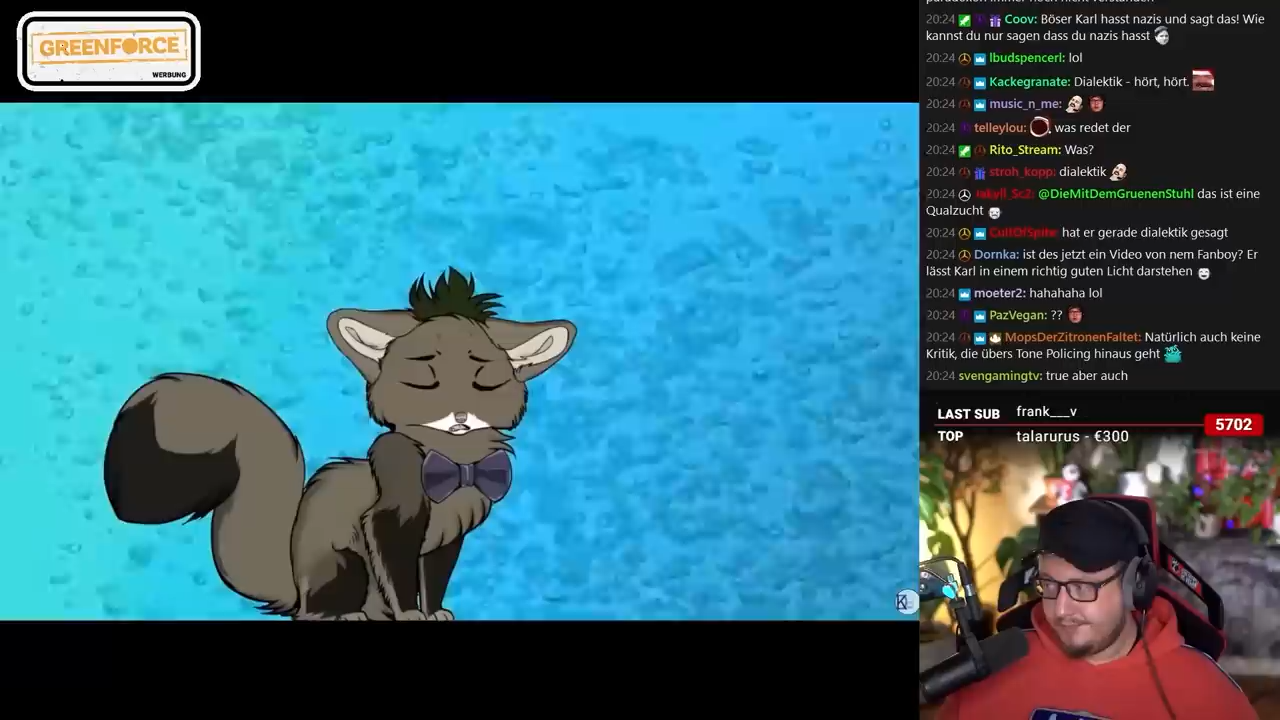 GREENFORCE
WERBUNG
20:24 Coov: Böser Karl hasst nazis und sagt das! Wie
kannst du nur sagen dass du nazis hasst
20:24 lbudspencerl: lol
20:24 Kackegranate: Dialektik - hört, hört.
20:24 music_n_me:
20:24 telleylou: , was redet der
20:24 Rito_Stream: Was?
20:24 stroh_kopp: dialektik
20:24 Jakyll_Sc2: @DieMitDemGruenenStuhl das ist eine
Qualzucht
20:24 CultOfSpite: hat er gerade dialektik gesagt
20:24 Dornka: ist des jetzt ein Video von nem Fanboy? Er
lässt Karl in einem richtig guten Licht darstehen
20:24 moeter2: hahahaha lol
20:24 PazVegan: ??
20:24 MopsDerZitronenFaltet: Natürlich auch keine
Kritik, die übers Tone Policing hinaus geht
20:24 svengamingtv: true aber auch
LAST SUB frank___v
5702
TOP talarurus - €300